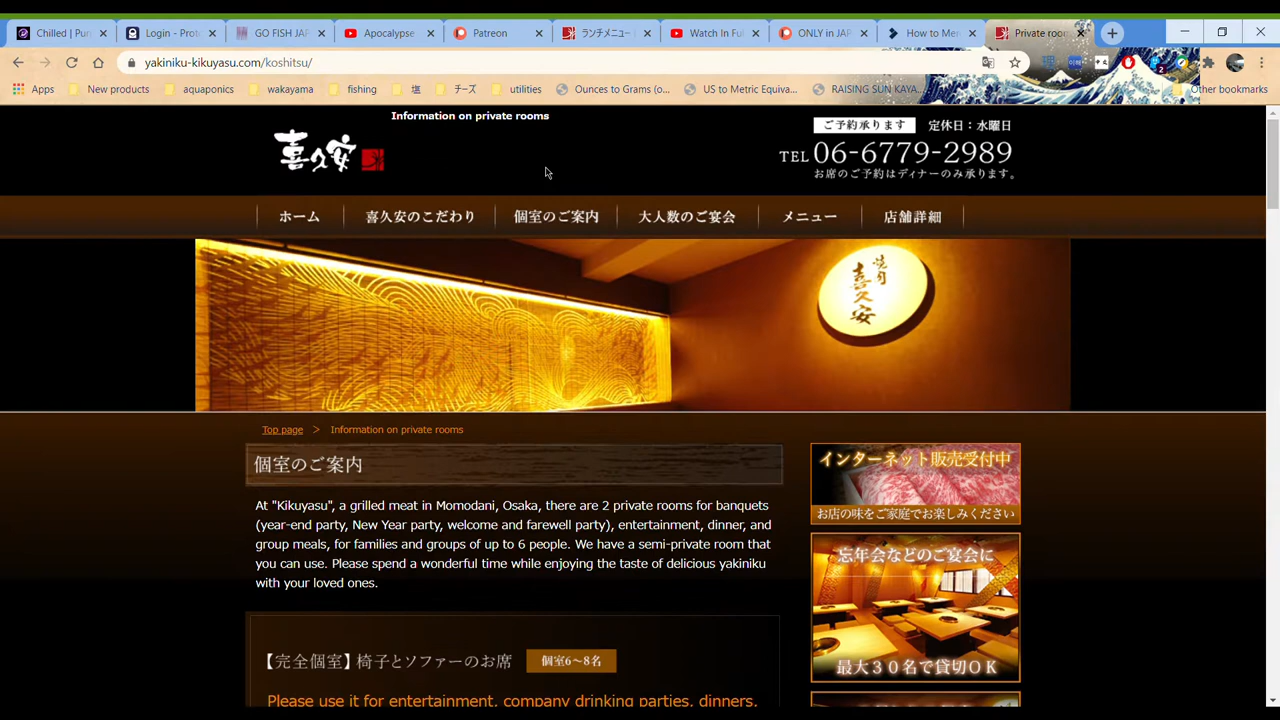 Chilled | Pun
Login - Prot
GO FISH JAP
Apocalypse
Patreon
ランチメニュー
Watch In Ful
ONLY in JAP
How to Mer
Private roo
yakiniku-kikuyasu.com/koshitsu/
Apps
New products
aquaponics
wakayama
fishing
塩
チーズ
utilities
Ounces to Grams (o...
US to Metric Equiva...
RAISING SUN KAYA...
Other bookmarks
Information on private rooms
喜久安
ご予約承ります 定休日：水曜日
TEL 06-6779-2989
お席のご予約はディナーのみ承ります。
ホーム
喜久安のこだわり
個室のご案内
大人数のご宴会
メニュー
店舗詳細
焼肉
喜久安
Top page > Information on private rooms
個室のご案内
At "Kikuyasu", a grilled meat in Momodani, Osaka, there are 2 private rooms for banquets
(year-end party, New Year party, welcome and farewell party), entertainment, dinner, and
group meals, for families and groups of up to 6 people. We have a semi-private room that
you can use. Please spend a wonderful time while enjoying the taste of delicious yakiniku
with your loved ones.
【完全個室】椅子とソファーのお席 個室6～8名
Please use it for entertainment, company drinking parties, dinners,
インターネット販売受付中
お店の味をご家庭でお楽しみください
忘年会などのご宴会に
最大３０名で貸切ＯＫ